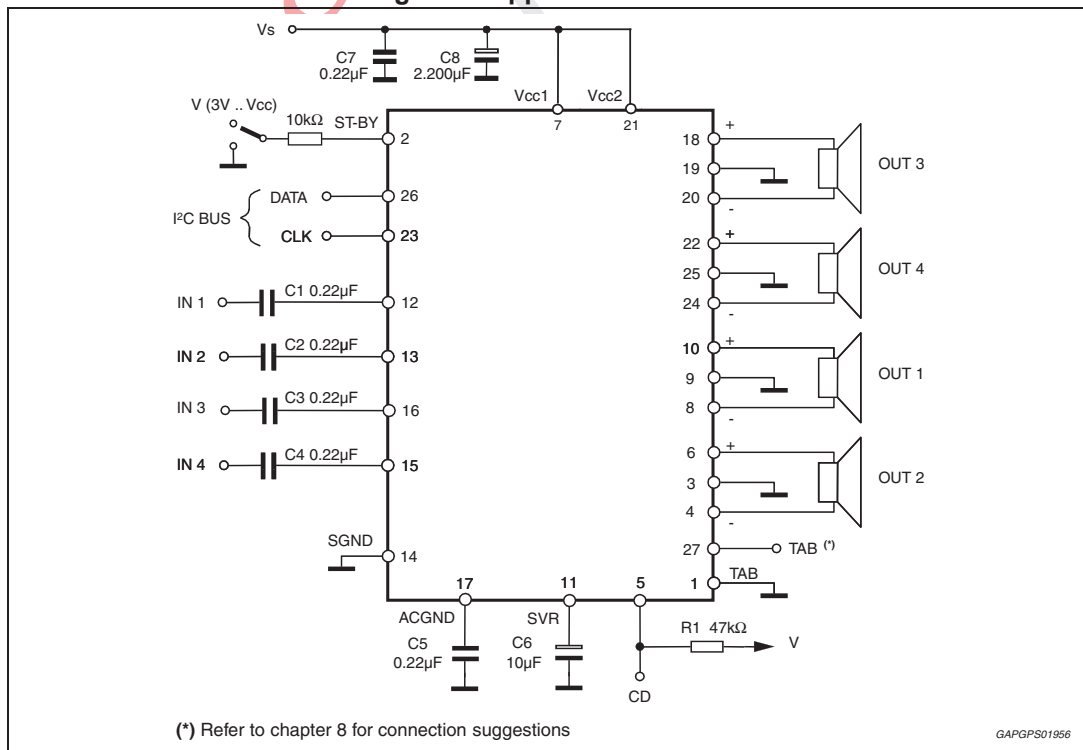 Vs
C7
0.22µF
C8
2.200µF
V (3V .. Vcc)
10kΩ
ST-BY
Vcc1
Vcc2
7
21
2
I²C BUS
DATA
26
CLK
23
IN 1
C1 0.22µF
12
IN 2
C2 0.22µF
13
IN 3
C3 0.22µF
16
IN 4
C4 0.22µF
15
SGND
14
18
+
19
20
-
OUT 3
22
+
25
24
-
OUT 4
10
+
9
8
-
OUT 1
6
+
3
4
-
OUT 2
27
TAB (*)
1
TAB
17
11
5
ACGND
SVR
C5
0.22µF
C6
10µF
CD
R1 47kΩ
V
(*) Refer to chapter 8 for connection suggestions
GAPGPS01956